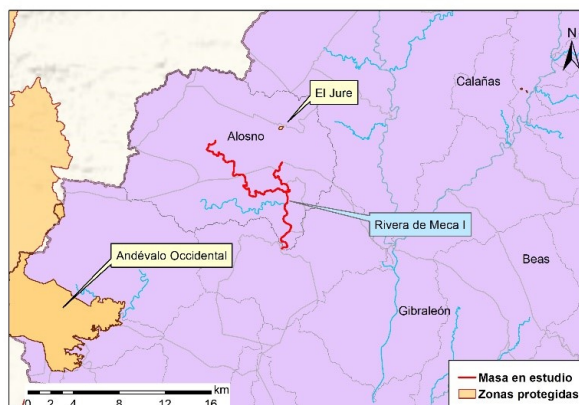 N
Calañas
El Jure
Alosno
Rivera de Meca I
Andévalo Occidental
Beas
Gibraleón
km
0 2 4 8 12 16
Masa en estudio
Zonas protegidas